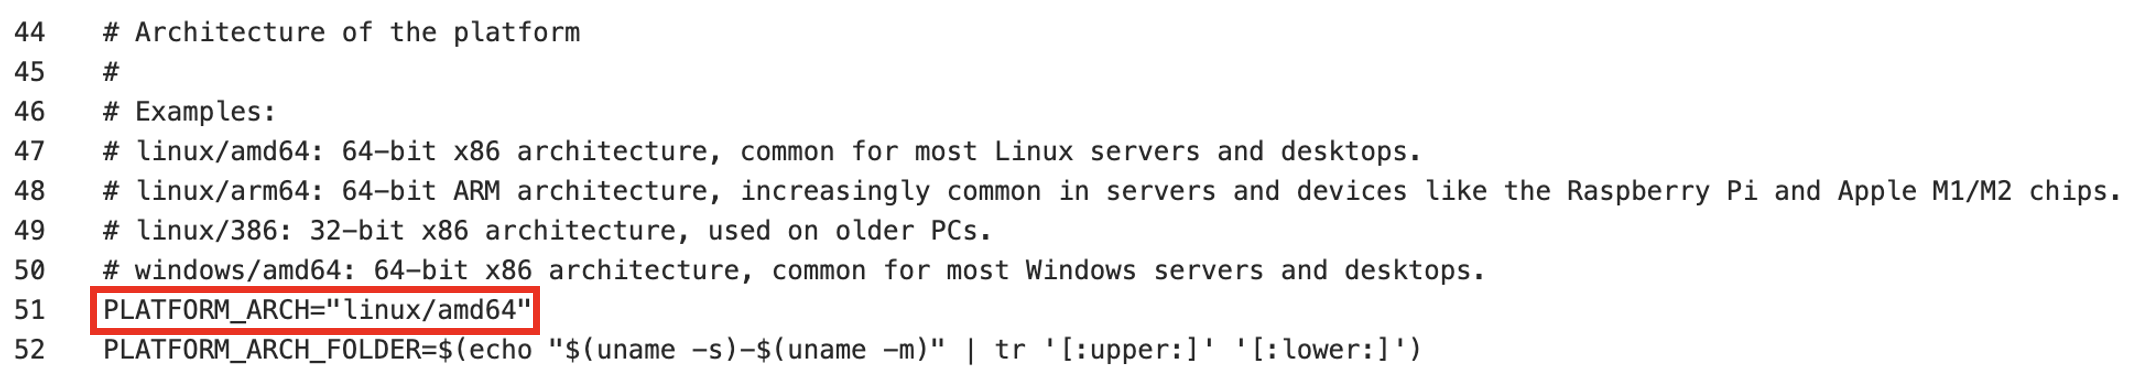 44 # Architecture of the platform
45 #
46 # Examples:
47 # linux/amd64: 64-bit x86 architecture, common for most Linux servers and desktops.
48 # linux/arm64: 64-bit ARM architecture, increasingly common in servers and devices like the Raspberry Pi and Apple M1/M2 chips.
49 # linux/386: 32-bit x86 architecture, used on older PCs.
50 # windows/amd64: 64-bit x86 architecture, common for most Windows servers and desktops.
51 PLATFORM_ARCH="linux/amd64"
52 PLATFORM_ARCH_FOLDER=$(echo "$(uname -s)-$(uname -m)" | tr '[:upper:]' '[:lower:]')